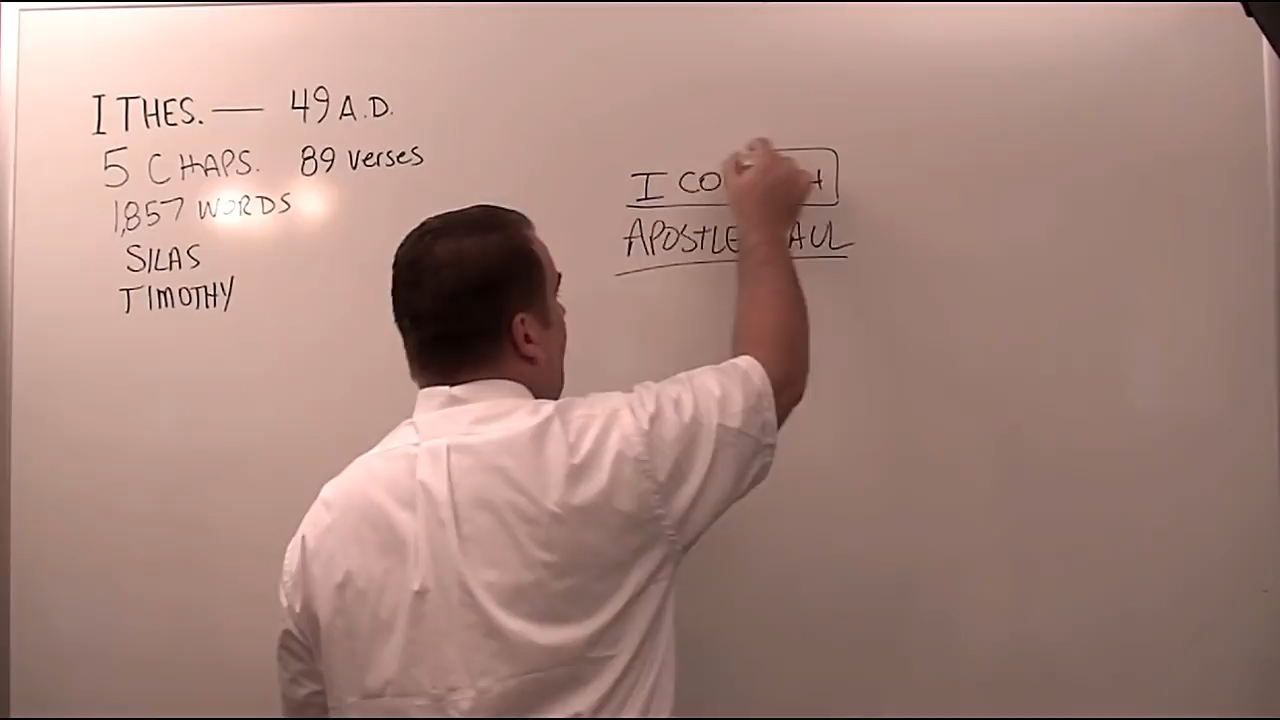 I THES. — 49 A.D.
5 CHAPS. 89 verses
1,857 WORDS
SILAS
TIMOTHY
I
APOSTLE